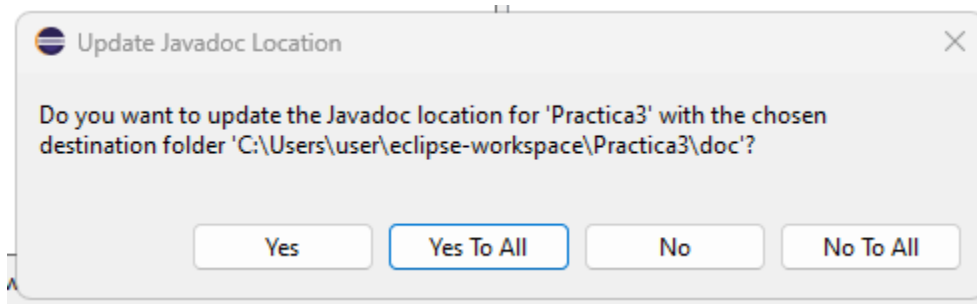 Update Javadoc Location
Do you want to update the Javadoc location for 'Practica3' with the chosen
destination folder 'C:\Users\user\eclipse-workspace\Practica3\doc'?
Yes
Yes To All
No
No To All